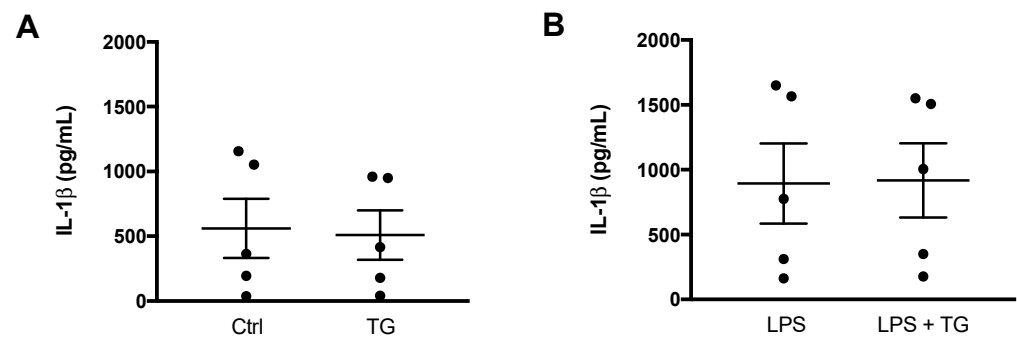 A
IL-1β (pg/mL)
2000
1500
1000
500
0
Ctrl TG
B
IL-1β (pg/mL)
2000
1500
1000
500
0
LPS LPS + TG